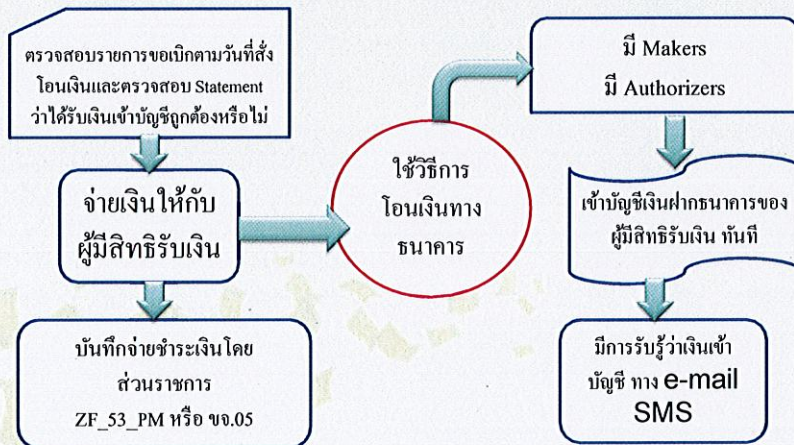 ตรวจสอบรายการขอเบิกตามวันที่สั่ง
โอนเงินและตรวจสอบ Statement
ว่าได้รับเงินเข้าบัญชีถูกต้องหรือไม่
จ่ายเงินให้กับ
ผู้มีสิทธิรับเงิน
บันทึกจ่ายชำระเงินโดย
ส่วนราชการ
ZF_53_PM หรือ ขจ.05
ใช้วิธีการ
โอนเงินทาง
ธนาคาร
มี Makers
มี Authorizers
เข้าบัญชีเงินฝากธนาคารของ
ผู้มีสิทธิรับเงิน ทันที
มีการรับรู้ว่าเงินเข้า
บัญชี ทาง e-mail
SMS